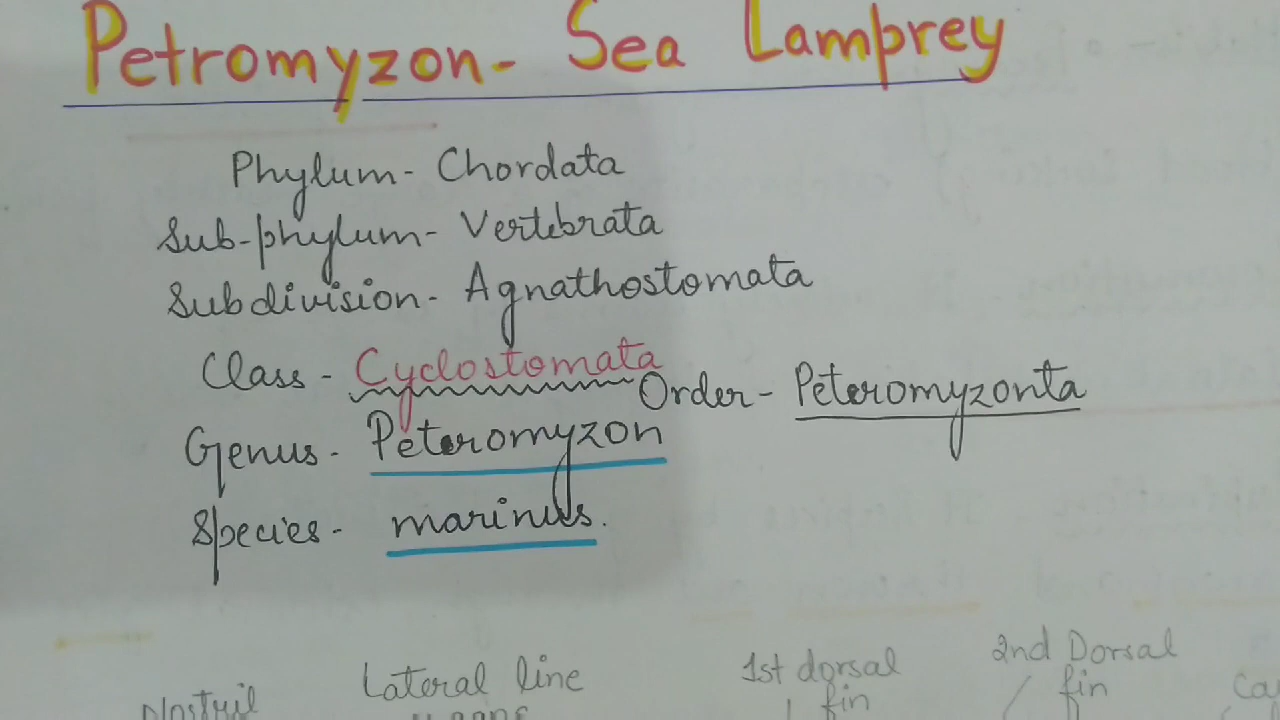 Petromyzon- Sea Lamprey
Phylum- Chordata
Sub-phylum- Vertebrata
Subdivision- Agnathostomata
Class- Cyclostomata
Order- Peteromyzonta
Genus- Peteromyzon
Species- marinus.
Nostril
Lateral line
1st dorsal
fin
2nd Dorsal
fin